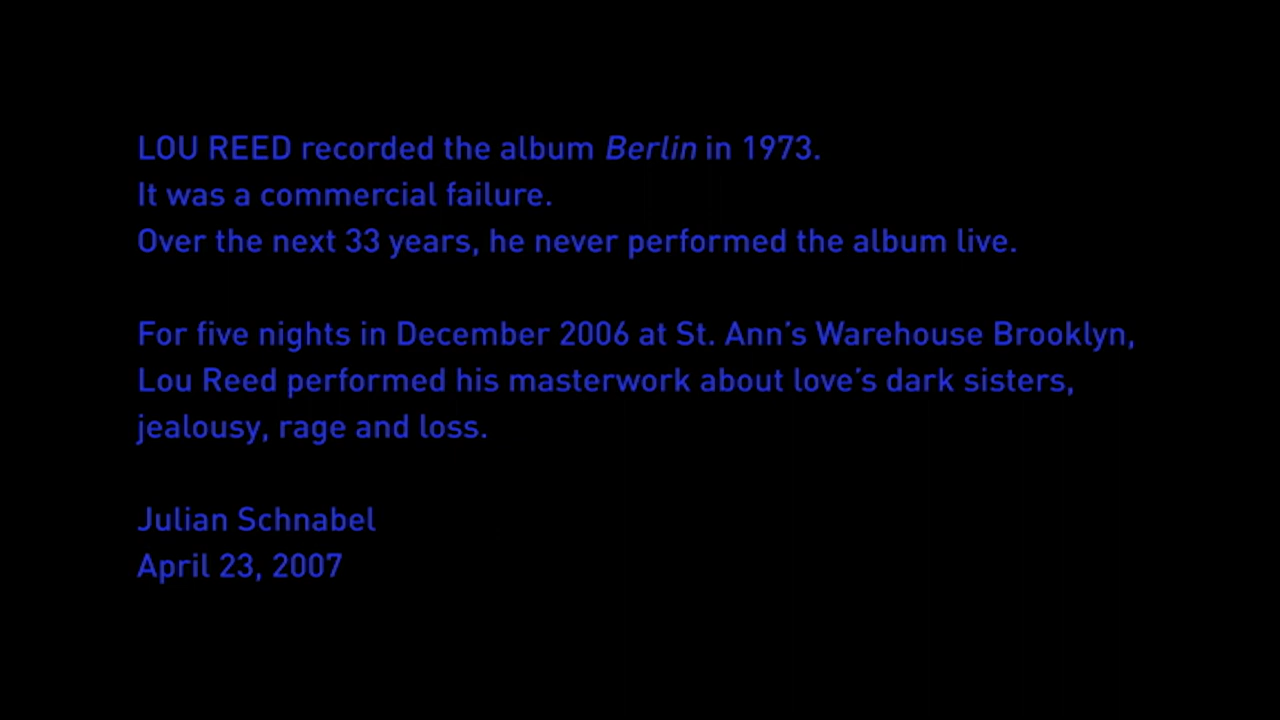 LOU REED recorded the album Berlin in 1973.
It was a commercial failure.
Over the next 33 years, he never performed the album live.
For five nights in December 2006 at St. Ann’s Warehouse Brooklyn,
Lou Reed performed his masterwork about love’s dark sisters,
jealousy, rage and loss.
Julian Schnabel
April 23, 2007